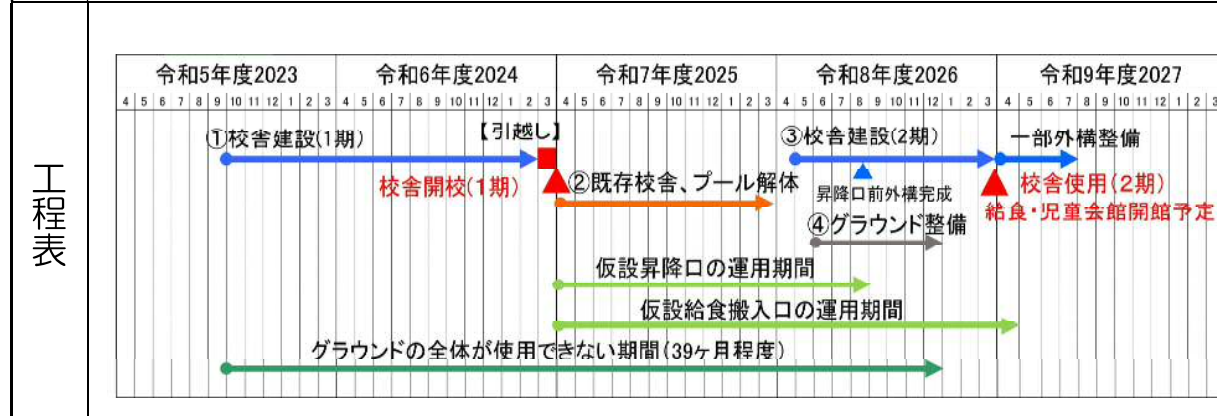 工程表
令和5年度2023 令和6年度2024 令和7年度2025 令和8年度2026 令和9年度2027
4 5 6 7 8 9 10 11 12 1 2 3 4 5 6 7 8 9 10 11 12 1 2 3 4 5 6 7 8 9 10 11 12 1 2 3 4 5 6 7 8 9 10 11 12 1 2 3 4 5 6 7 8 9 10 11 12 1 2 3
①校舎建設(1期) 【引越し】 ③校舎建設(2期) 一部外構整備
校舎開校(1期) ②既存校舎、プール解体 昇降口前外構完成 校舎使用(2期)
給食・児童会館開館予定
④グラウンド整備
仮設昇降口の運用期間
仮設給食搬入口の運用期間
グラウンドの全体が使用できない期間(39ヶ月程度)